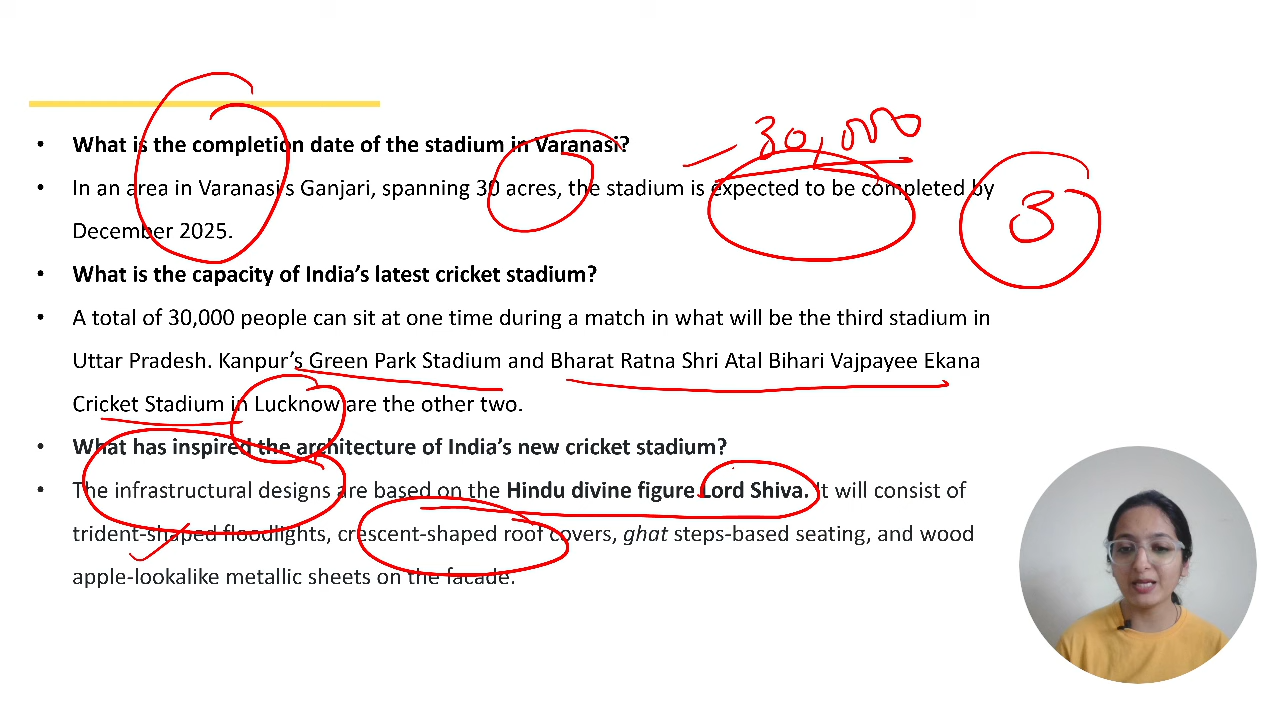 • What is the completion date of the stadium in Varanasi?
30,000
• In an area in Varanasi's Ganjari, spanning 30 acres, the stadium is expected to be completed by
3
December 2025.
• What is the capacity of India's latest cricket stadium?
• A total of 30,000 people can sit at one time during a match in what will be the third stadium in
Uttar Pradesh. Kanpur's Green Park Stadium and Bharat Ratna Shri Atal Bihari Vajpayee Ekana
Cricket Stadium in Lucknow are the other two.
• What has inspired the architecture of India's new cricket stadium?
• The infrastructural designs are based on the Hindu divine figure Lord Shiva. It will consist of
trident-shaped floodlights, crescent-shaped roof covers, ghat steps-based seating, and wood
apple-lookalike metallic sheets on the facade.